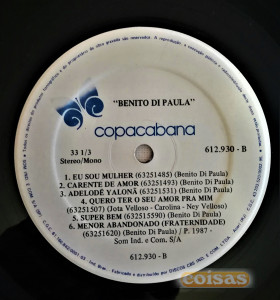 "BENITO DI PAULA"
copacabana
33 1/3
Stereo/Mono
612.930 - B
1. EU SOU MULHER (63251485) (Benito Di Paula)
2. CARENTE DE AMOR (63251493) (Benito Di Paula)
3. ADELODÊ YALONÃ (63251531) (Benito Di Paula)
4. QUERO TER O SEU AMOR PRA MIM
(63251507) (Jota Velloso - Carolina - Ney Velloso)
5. SUPER BEM (632515590) (Benito Di Paula)
6. MENOR ABANDONADO (FRATERNIDADE)
(63251620) (Benito Di Paula) / P. 1987 -
Som Ind. e Com. S/A
612.930 - B
coisas